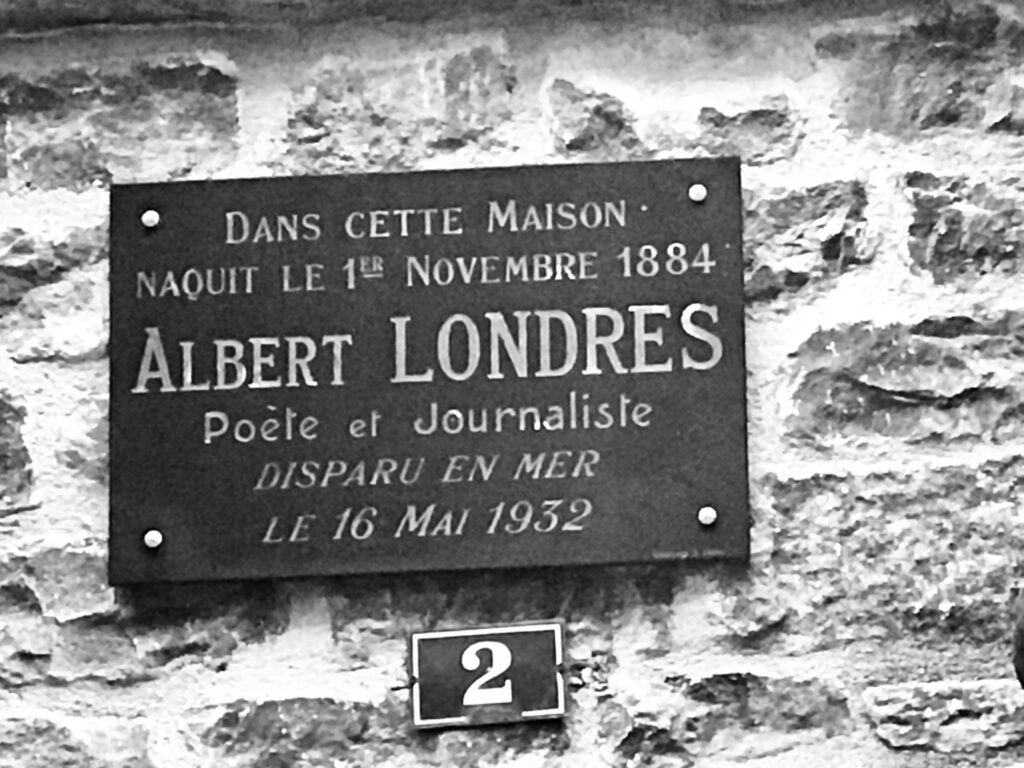 DANS CETTE MAISON
NAQUIT LE 1ER NOVEMBRE 1884
ALBERT LONDRES
Poète et Journaliste
DISPARU EN MER
LE 16 MAI 1932
2